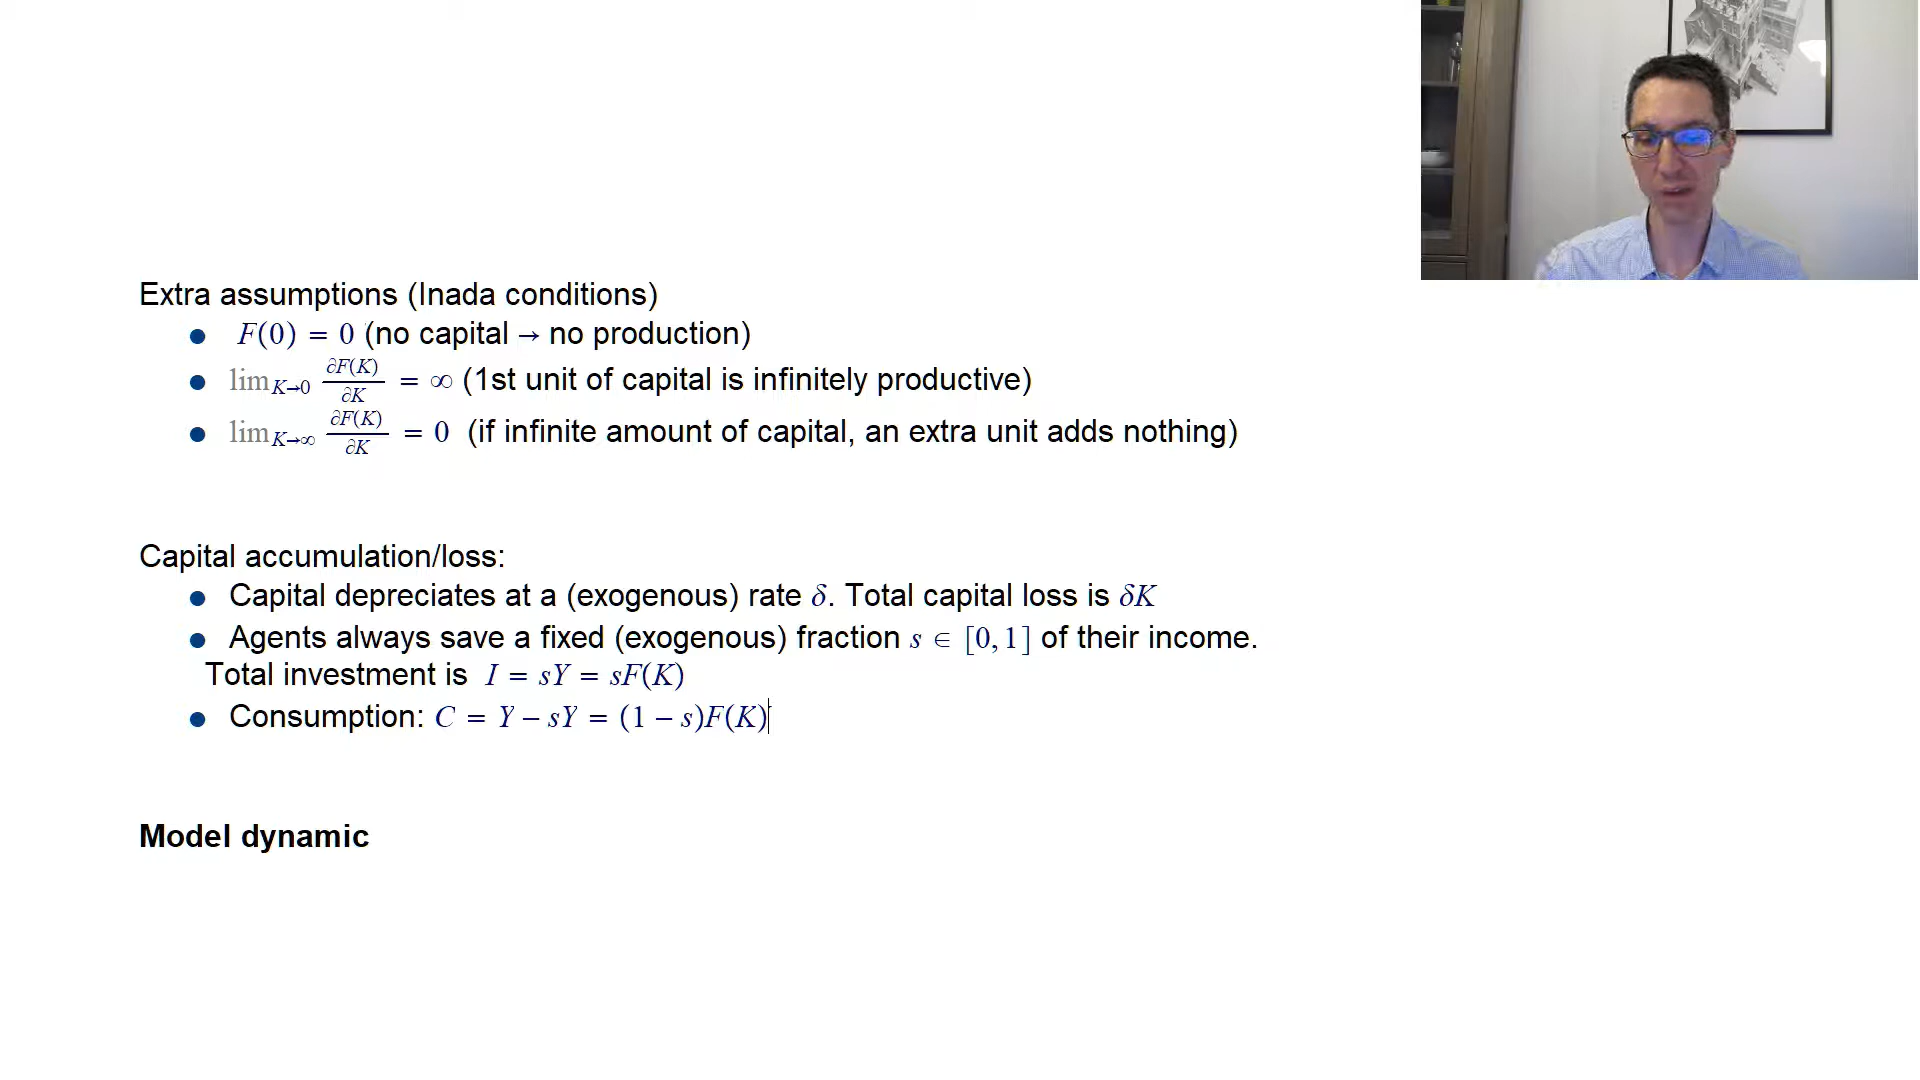 Extra assumptions (Inada conditions)
● F(0) = 0 (no capital → no production)
● lim_{K→0} ∂F(K)/∂K = ∞ (1st unit of capital is infinitely productive)
● lim_{K→∞} ∂F(K)/∂K = 0 (if infinite amount of capital, an extra unit adds nothing)
Capital accumulation/loss:
● Capital depreciates at a (exogenous) rate δ. Total capital loss is δK
● Agents always save a fixed (exogenous) fraction s ∈ [0, 1] of their income.
Total investment is I = sY = sF(K)
● Consumption: C = Y − sY = (1 − s)F(K)
Model dynamic